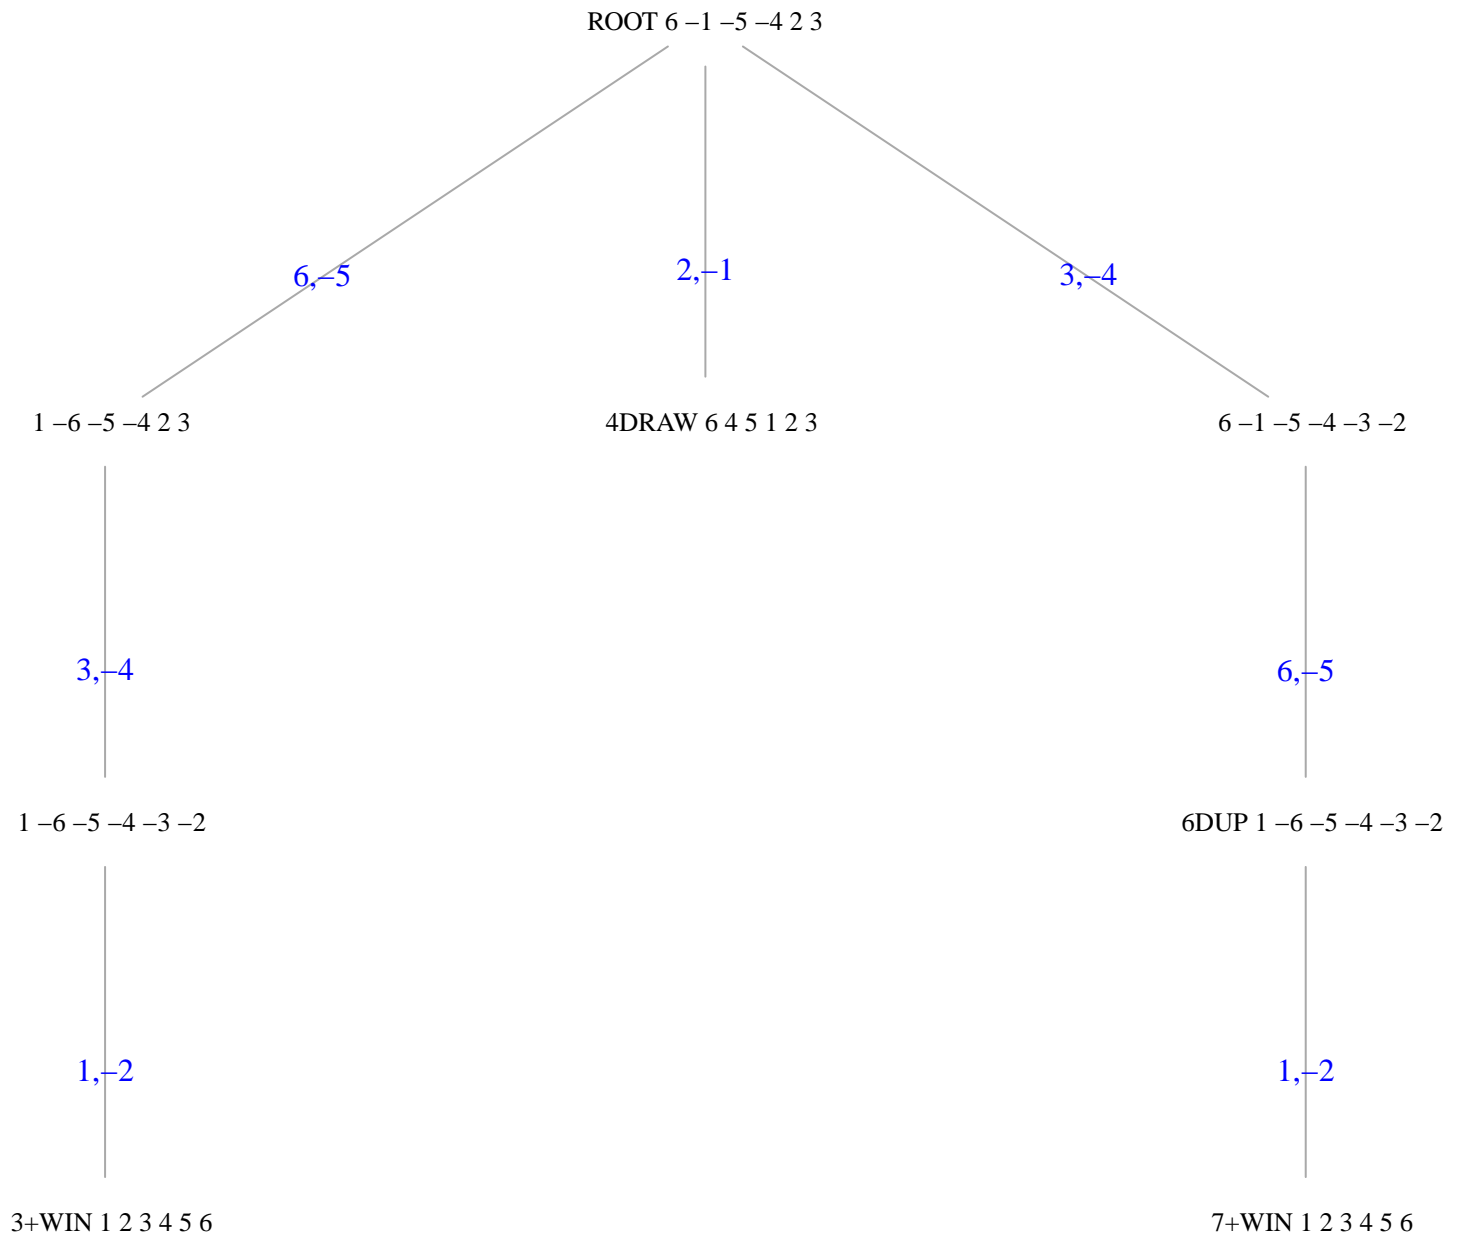 ROOT 6 –1 –5 –4 2 3
6,–5
2,–1
3,–4
1 –6 –5 –4 2 3
4DRAW 6 4 5 1 2 3
6 –1 –5 –4 –3 –2
3,–4
6,–5
1 –6 –5 –4 –3 –2
6DUP 1 –6 –5 –4 –3 –2
1,–2
1,–2
3+WIN 1 2 3 4 5 6
7+WIN 1 2 3 4 5 6